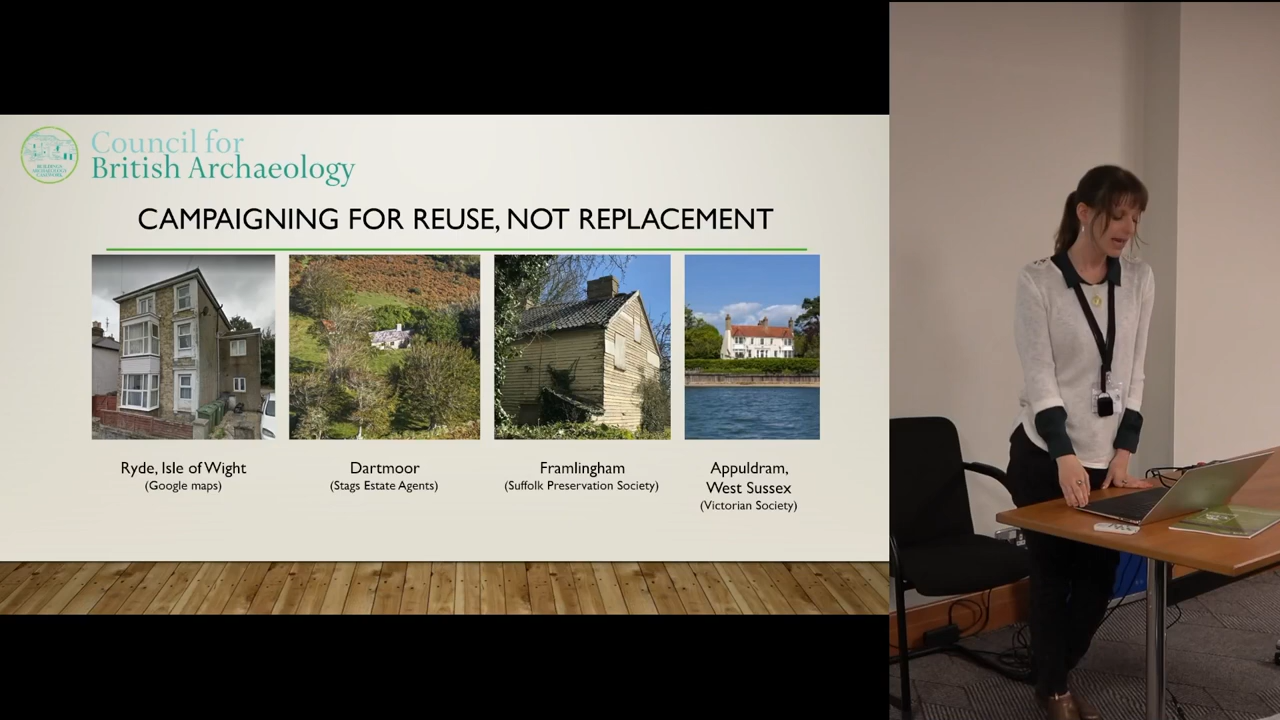 Council for
British Archaeology
CAMPAIGNING FOR REUSE, NOT REPLACEMENT
Ryde, Isle of Wight
(Google maps)
Dartmoor
(Stags Estate Agents)
Framlingham
(Suffolk Preservation Society)
Appuldram,
West Sussex
(Victorian Society)